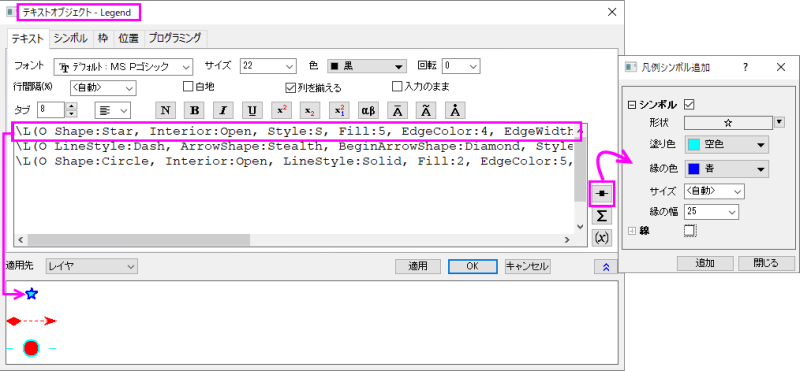 テキストオブジェクト - Legend
テキスト シンボル 枠 位置 プログラミング
フォント デフォルト: MS Pゴシック サイズ 22 色 黒 回転 0
行間隔(%) <自動> 白地 列を揃える 入力のまま
タブ 8 N B I U x² x₂ x²₁ αβ Ā Ã Å
\L(O Shape:Star, Interior:Open, Style:S, Fill:5, EdgeColor:4, EdgeWidth
\L(O LineStyle:Dash, ArrowShape:Stealth, BeginArrowShape:Diamond, Style
\L(O Shape:Circle, Interior:Open, LineStyle:Solid, Fill:2, EdgeColor:5,
Σ
(x)
適用先 レイヤ 適用 OK キャンセル
凡例シンボル追加
シンボル
形状
塗り色 空色
縁の色 青
サイズ <自動>
縁の幅 25
線
追加 閉じる